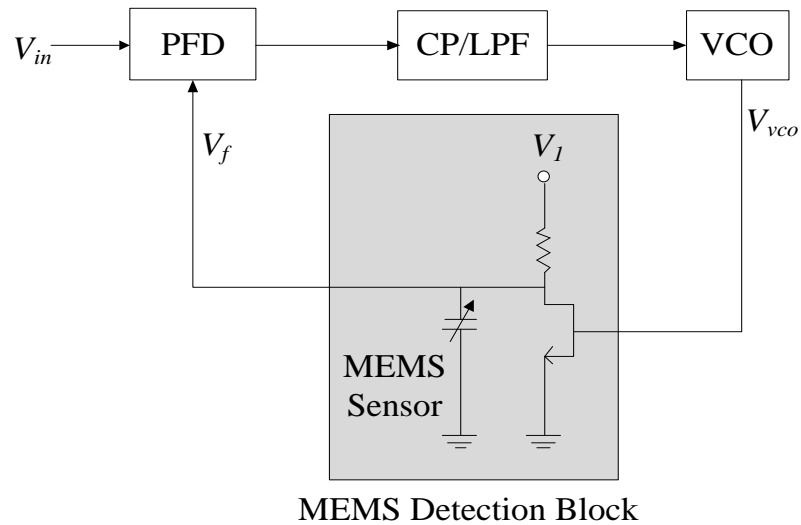 V_in
PFD
CP/LPF
VCO
V_f
V_1
V_vco
MEMS
Sensor
MEMS Detection Block